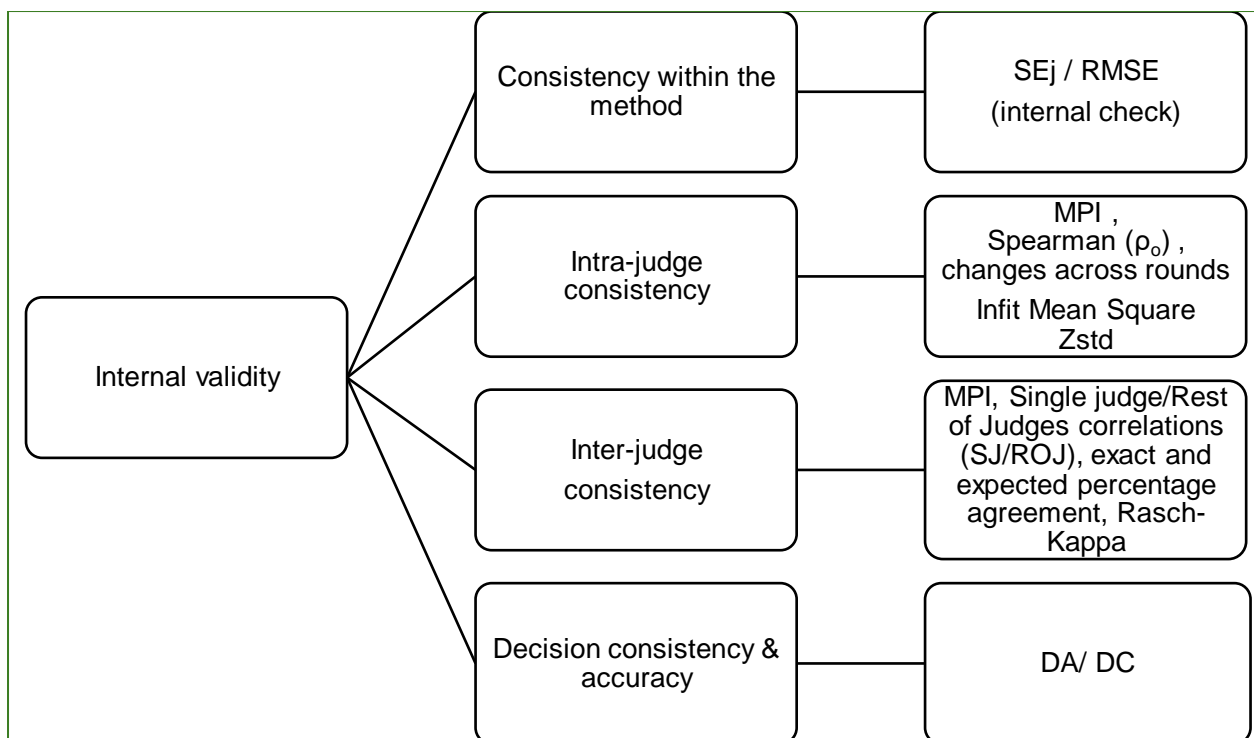 Internal validity
Consistency within the
method
SEj / RMSE
(internal check)
Intra-judge
consistency
MPI ,
Spearman (ρₒ) ,
changes across rounds
Infit Mean Square
Zstd
Inter-judge
consistency
MPI, Single judge/Rest
of Judges correlations
(SJ/ROJ), exact and
expected percentage
agreement, Rasch-
Kappa
Decision consistency &
accuracy
DA/ DC